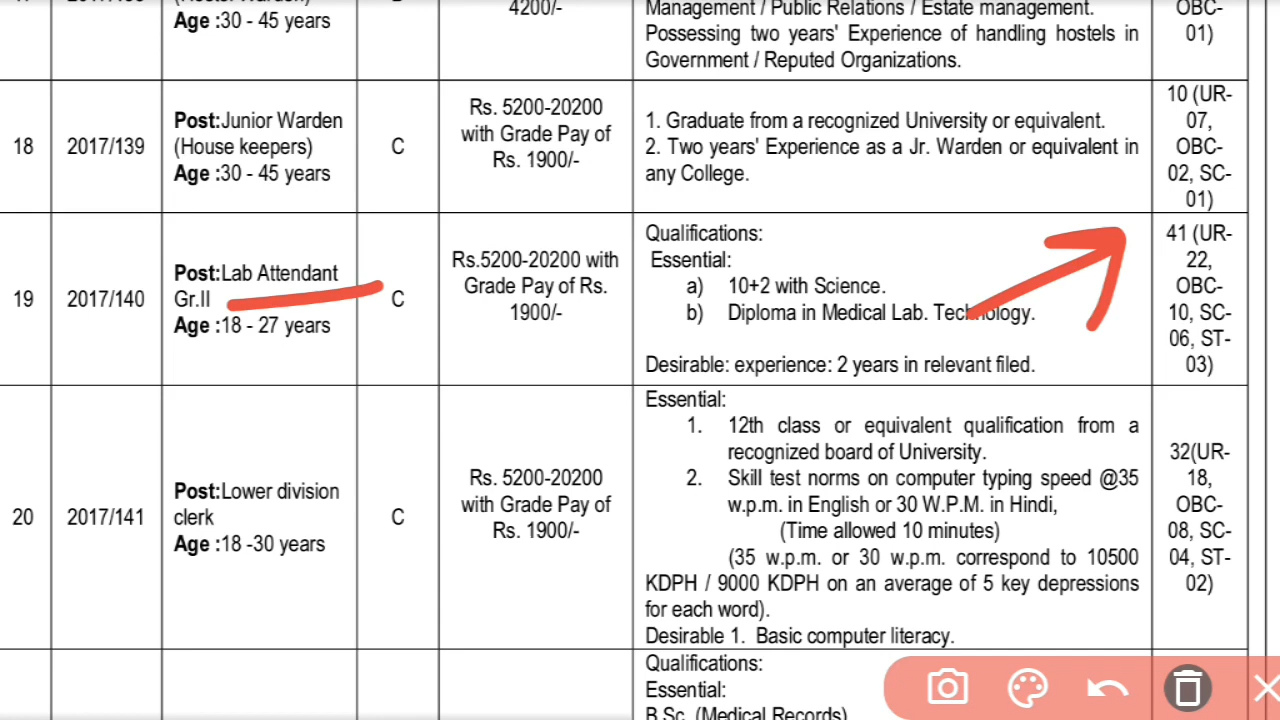 Age :30 - 45 years
4200/-
Management / Public Relations / Estate management.
Possessing two years' Experience of handling hostels in
Government / Reputed Organizations.
OBC-
01)
18
2017/139
Post:Junior Warden
(House keepers)
Age :30 - 45 years
C
Rs. 5200-20200
with Grade Pay of
Rs. 1900/-
1. Graduate from a recognized University or equivalent.
2. Two years' Experience as a Jr. Warden or equivalent in
any College.
10 (UR-
07,
OBC-
02, SC-
01)
19
2017/140
Post:Lab Attendant
Gr.II
Age :18 - 27 years
C
Rs.5200-20200 with
Grade Pay of Rs.
1900/-
Qualifications:
Essential:
a) 10+2 with Science.
b) Diploma in Medical Lab. Technology.
Desirable: experience: 2 years in relevant filed.
41 (UR-
22,
OBC-
10, SC-
06, ST-
03)
20
2017/141
Post:Lower division
clerk
Age :18 -30 years
C
Rs. 5200-20200
with Grade Pay of
Rs. 1900/-
Essential:
1. 12th class or equivalent qualification from a
recognized board of University.
2. Skill test norms on computer typing speed @35
w.p.m. in English or 30 W.P.M. in Hindi,
(Time allowed 10 minutes)
(35 w.p.m. or 30 w.p.m. correspond to 10500
KDPH / 9000 KDPH on an average of 5 key depressions
for each word).
Desirable 1. Basic computer literacy.
32(UR-
18,
OBC-
08, SC-
04, ST-
02)
Qualifications:
Essential:
B.Sc. (Medical Records)